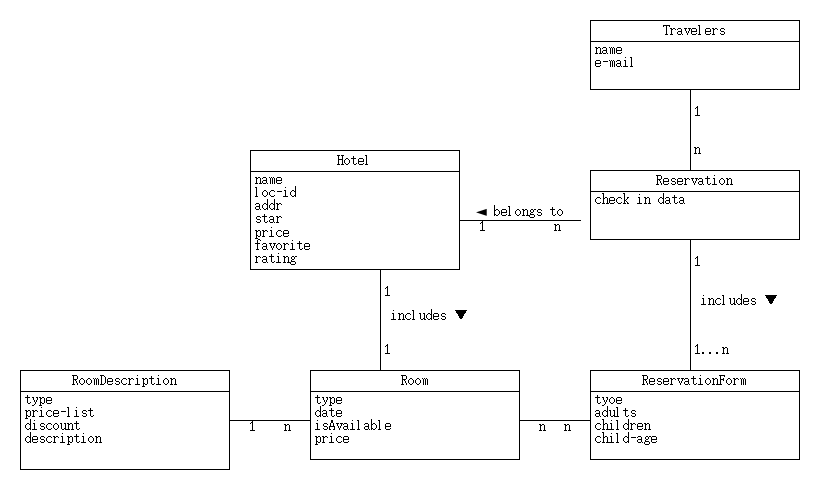 Travelers
name
e-mail
1
n
Hotel
name
loc-id
addr
star
price
favorite
rating
◄ belongs to
1 n
Reservation
check in data
1
includes ▼
1...n
1
includes ▼
1
RoomDescription
type
price-list
discount
description
1 n
Room
type
date
isAvailable
price
n n
ReservationForm
tyoe
adults
children
child-age